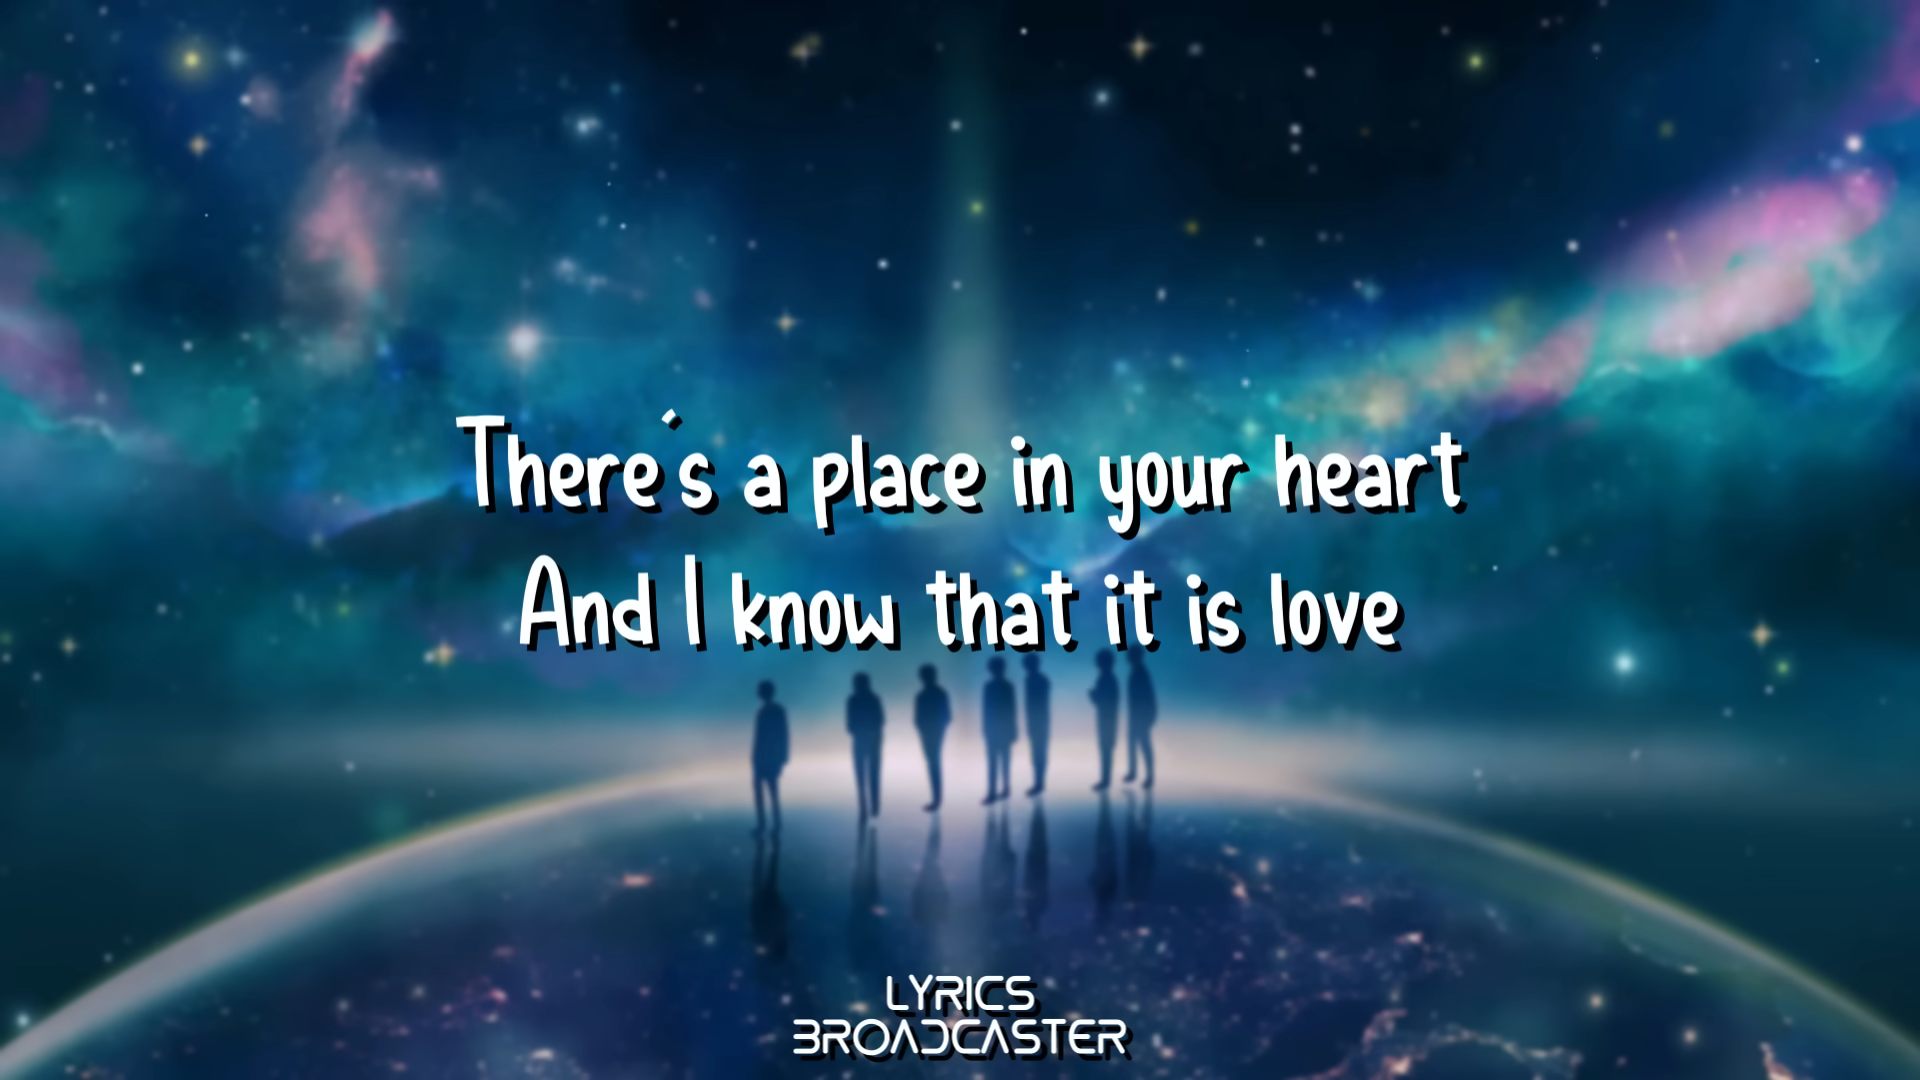 There's a place in your heart
And I know that it is love
LYRICS
BROADCASTER